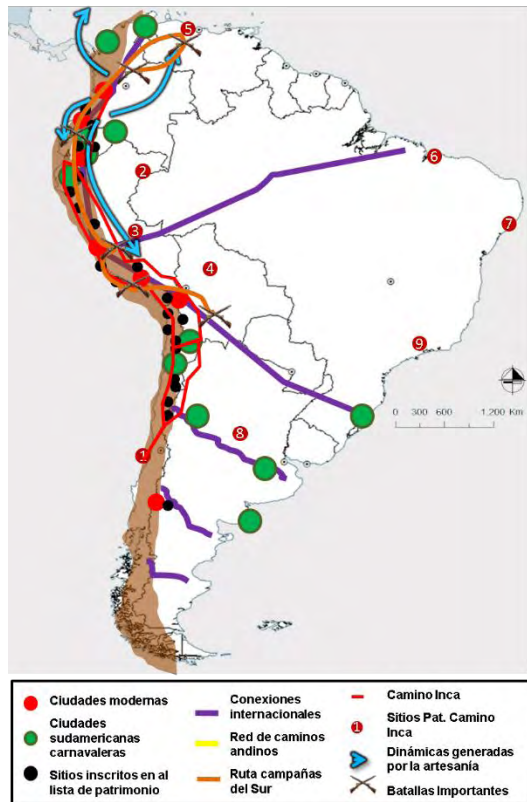 5
2
6
3
7
4
9
0 300 600 1,200 Km
8
1
Ciudades modernas
Ciudades
sudamericanas
carnavaleras
Sitios inscritos en al
lista de patrimonio
Conexiones
internacionales
Red de caminos
andinos
Ruta campañas
del Sur
Camino Inca
1 Sitios Pat. Camino
Inca
Dinámicas generadas
por la artesanía
Batallas Importantes